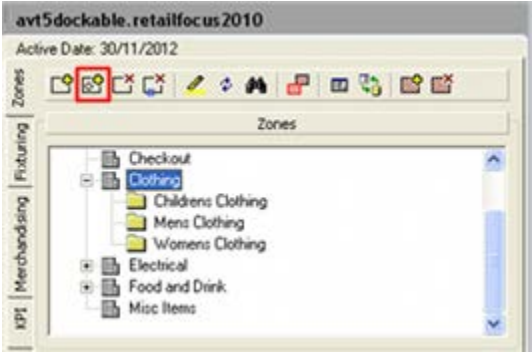 avt5dockable.retailfocus2010
Active Date: 30/11/2012
Zones
Fixturing
Merchandising
KPI
Zones
Checkout
Clothing
Childrens Clothing
Mens Clothing
Womens Clothing
Electrical
Food and Drink
Misc Items